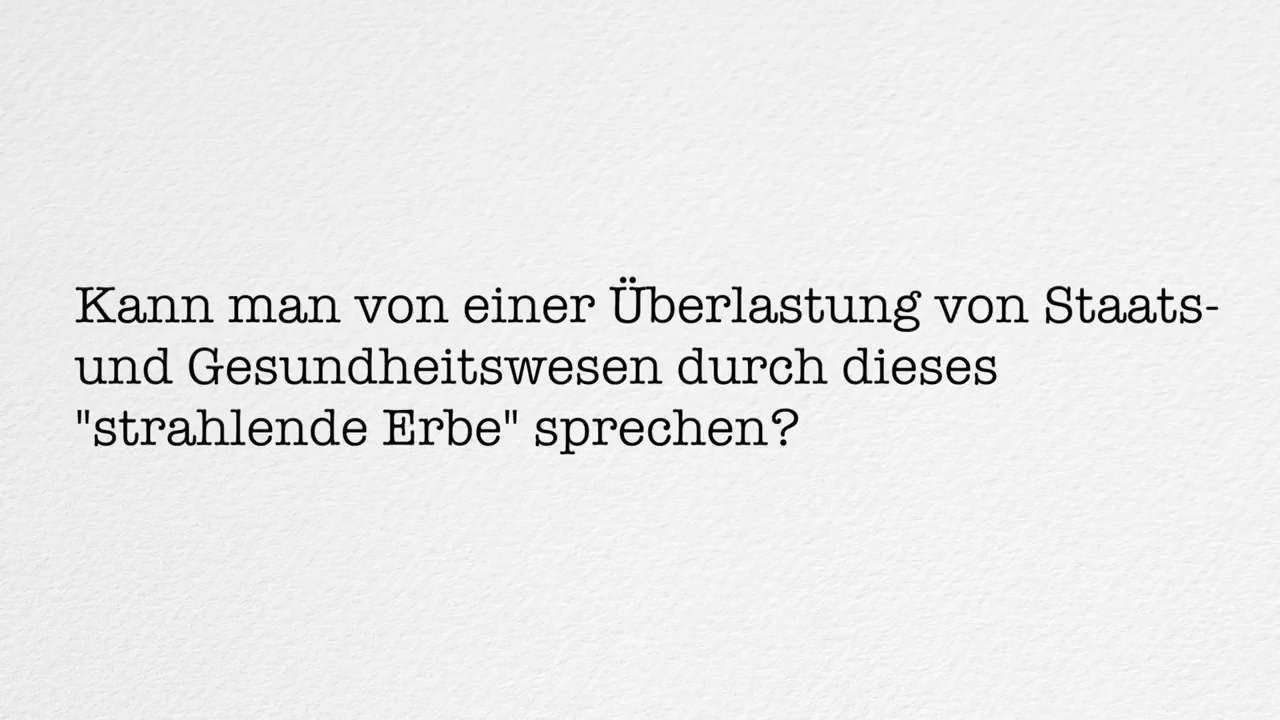 Kann man von einer Überlastung von Staats-
und Gesundheitswesen durch dieses
"strahlende Erbe" sprechen?